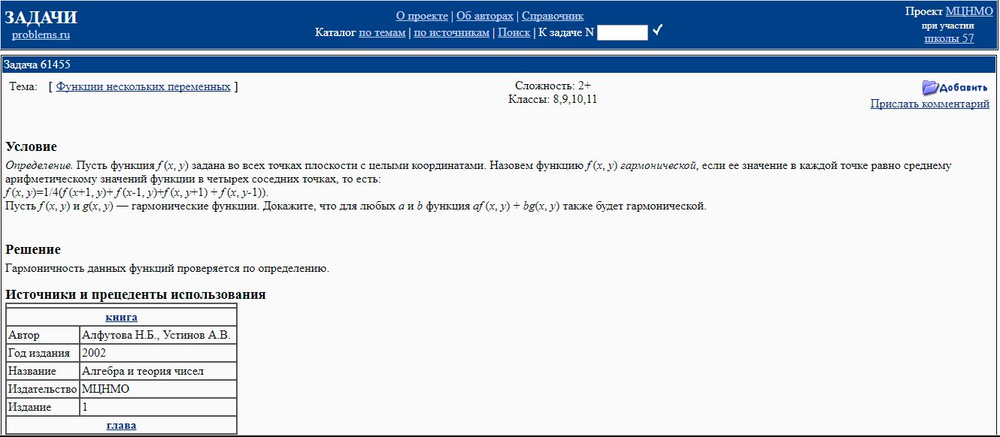 ЗАДАЧИ
problems.ru
О проекте | Об авторах | Справочник
Каталог по темам | по источникам | Поиск | К задаче N
Проект МЦНМО
при участии
школы 57
Задача 61455
Тема: [ Функции нескольких переменных ]
Сложность: 2+
Классы: 8,9,10,11
Добавить
Прислать комментарий
Условие
Определение. Пусть функция f (x, y) задана во всех точках плоскости с целыми координатами. Назовем функцию f (x, y) гармонической, если ее значение в каждой точке равно среднему
арифметическому значений функции в четырех соседних точках, то есть:
f (x, y)=1/4(f (x+1, y)+ f (x-1, y)+f (x, y+1) + f (x, y-1)).
Пусть f (x, y) и g(x, y) — гармонические функции. Докажите, что для любых a и b функция af (x, y) + bg(x, y) также будет гармонической.
Решение
Гармоничность данных функций проверяется по определению.
Источники и прецеденты использования
книга
Автор Алфутова Н.Б., Устинов А.В.
Год издания 2002
Название Алгебра и теория чисел
Издательство МЦНМО
Издание 1
глава